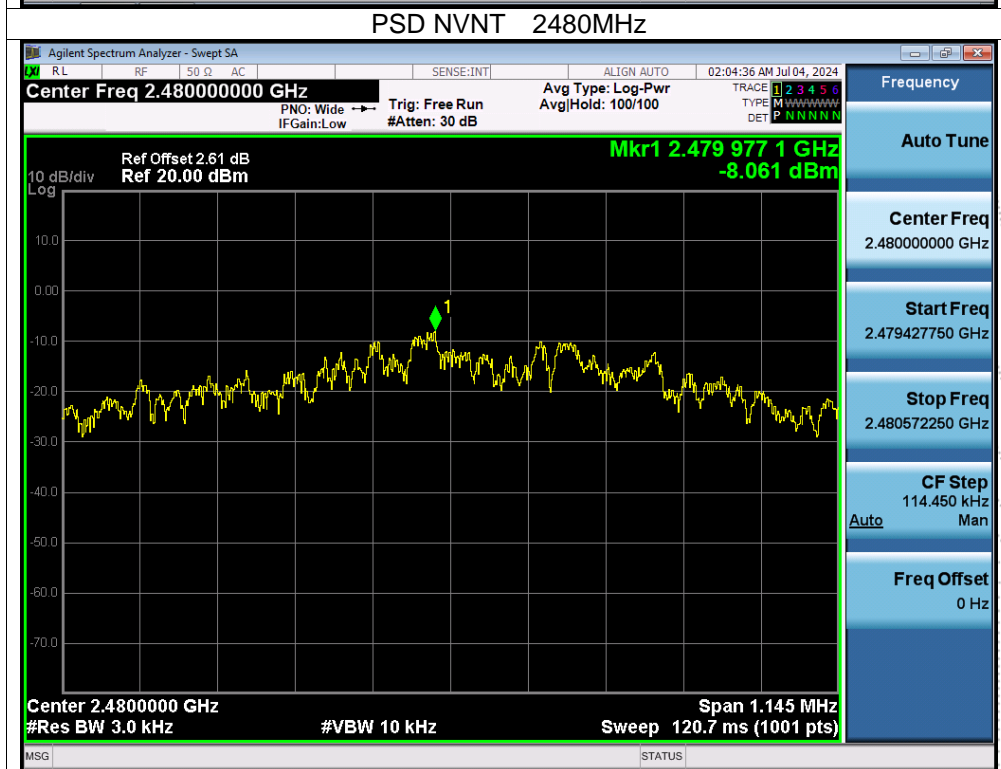 PSD NVNT 2480MHz
Agilent Spectrum Analyzer - Swept SA
LXI RL RF 50 Ω AC SENSE:INT ALIGN AUTO 02:04:36 AM Jul 04, 2024
Center Freq 2.480000000 GHz
PNO: Wide
IFGain:Low
Trig: Free Run
#Atten: 30 dB
Avg Type: Log-Pwr
Avg|Hold: 100/100
TRACE 1 2 3 4 5 6
TYPE M WWWWW
DET P N N N N N
Mkr1 2.479 977 1 GHz
-8.061 dBm
Ref Offset 2.61 dB
10 dB/div Ref 20.00 dBm
Log
10.0
0.00
-10.0
-20.0
-30.0
-40.0
-50.0
-60.0
-70.0
1
Center 2.4800000 GHz Span 1.145 MHz
#Res BW 3.0 kHz #VBW 10 kHz Sweep 120.7 ms (1001 pts)
MSG STATUS
Frequency
Auto Tune
Center Freq
2.480000000 GHz
Start Freq
2.479427750 GHz
Stop Freq
2.480572250 GHz
CF Step
114.450 kHz
Auto Man
Freq Offset
0 Hz